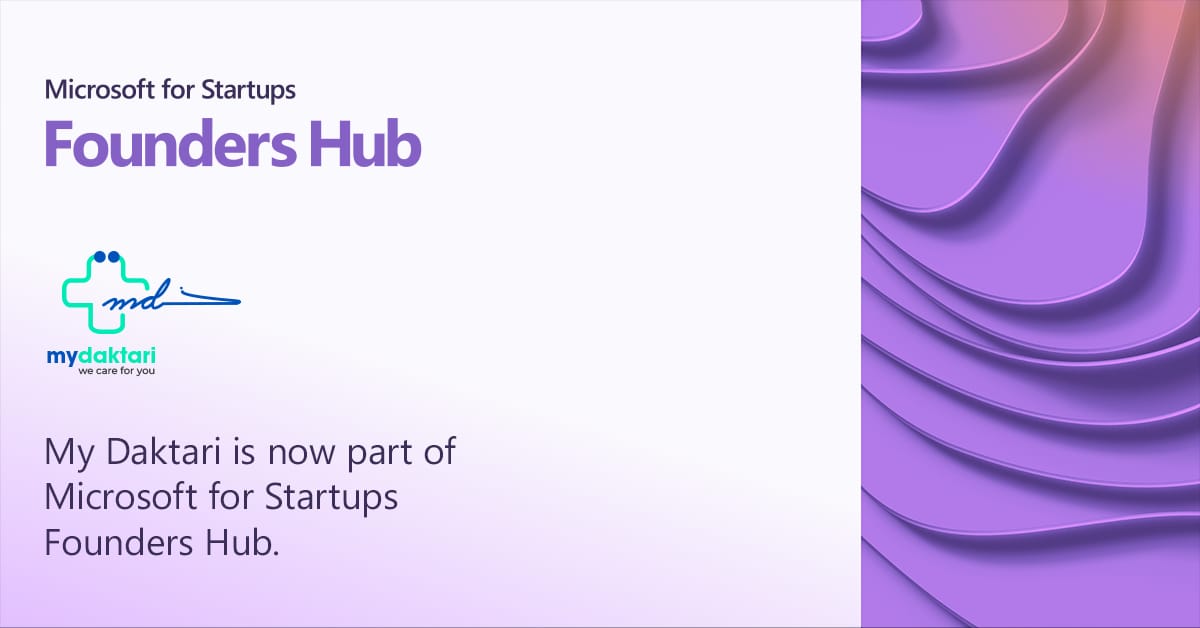 Microsoft for Startups
Founders Hub
md
mydaktari
we care for you
My Daktari is now part of
Microsoft for Startups
Founders Hub.